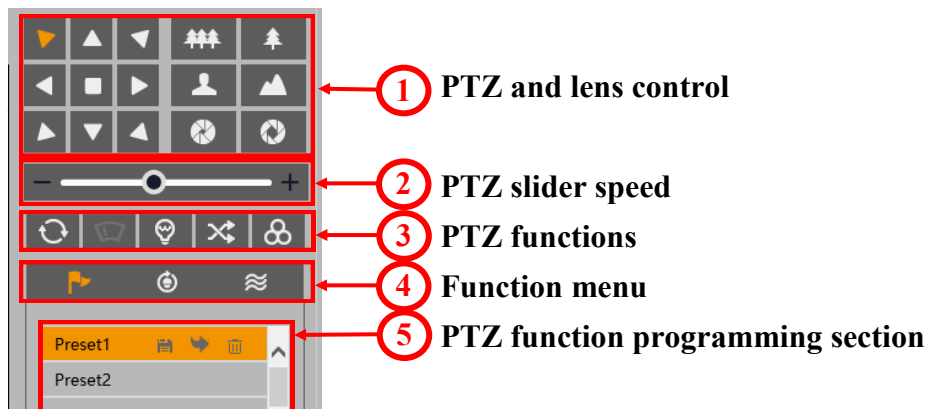 1 PTZ and lens control
2 PTZ slider speed
3 PTZ functions
4 Function menu
5 PTZ function programming section
Preset1
Preset2